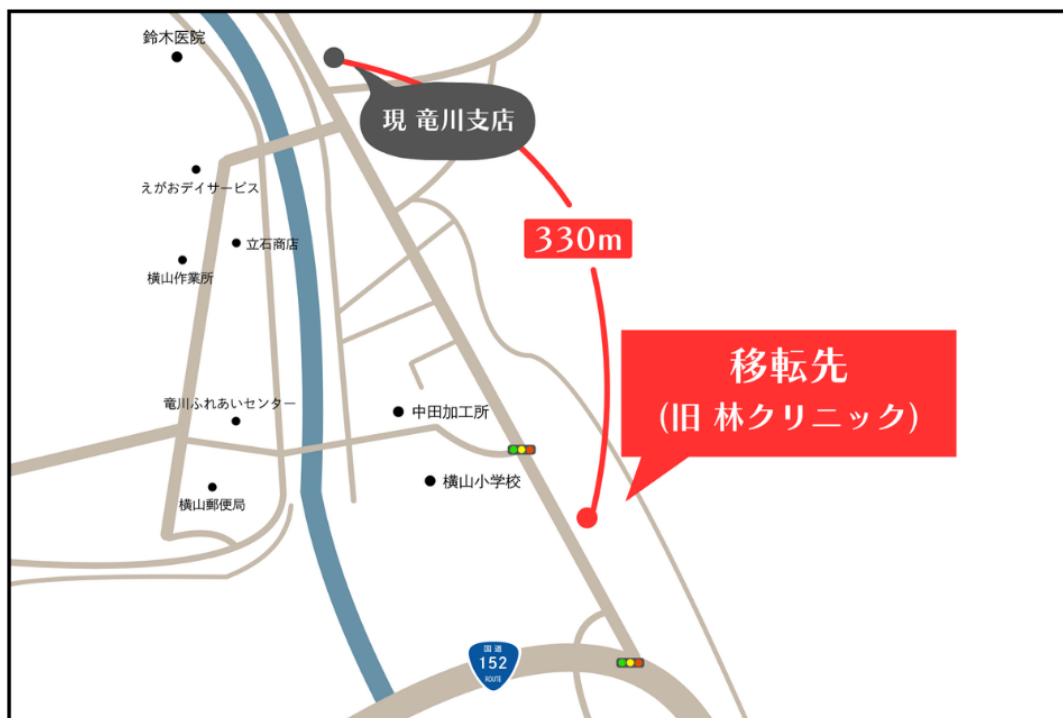 鈴木医院
現 竜川支店
えがおデイサービス
330m
立石商店
横山作業所
移転先
(旧 林クリニック)
竜川ふれあいセンター
中田加工所
横山小学校
横山郵便局
国道
152
ROUTE